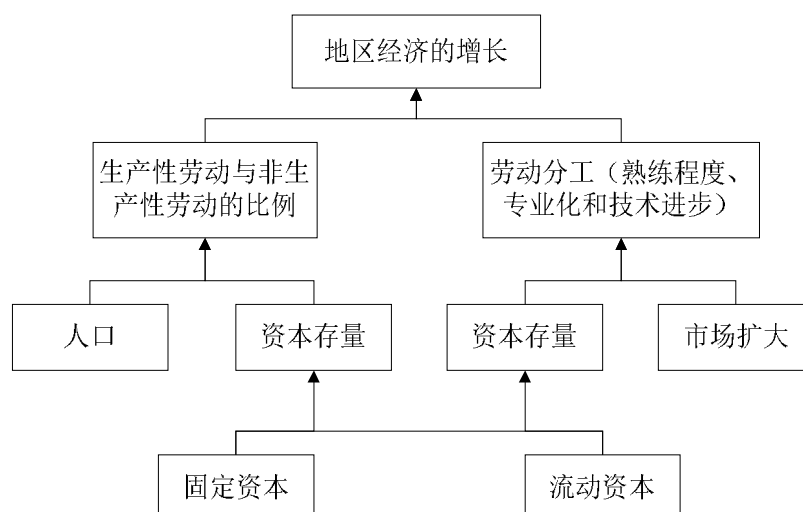 地区经济的增长
生产性劳动与非生
产性劳动的比例
劳动分工（熟练程度、
专业化和技术进步）
人口
资本存量
资本存量
市场扩大
固定资本
流动资本